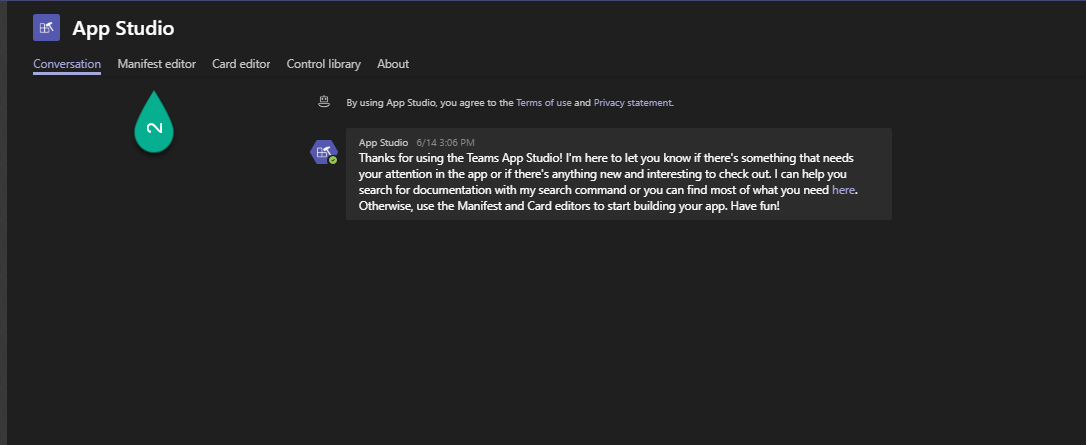 App Studio
Conversation Manifest editor Card editor Control library About
2
By using App Studio, you agree to the Terms of use and Privacy statement.
App Studio 6/14 3:06 PM
Thanks for using the Teams App Studio! I'm here to let you know if there's something that needs
your attention in the app or if there's anything new and interesting to check out. I can help you
search for documentation with my search command or you can find most of what you need here.
Otherwise, use the Manifest and Card editors to start building your app. Have fun!